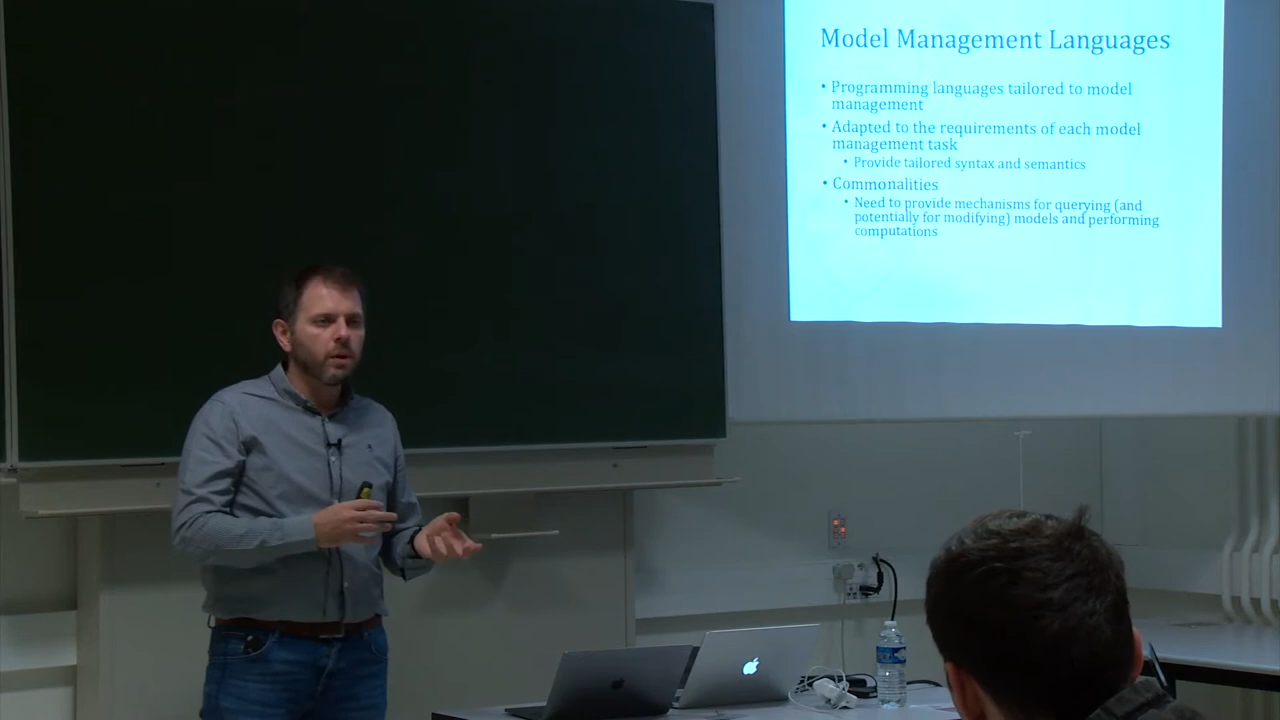 Model Management Languages
• Programming languages tailored to model
management
• Adapted to the requirements of each model
management task
• Provide tailored syntax and semantics
• Commonalities
• Need to provide mechanisms for querying (and
potentially for modifying) models and performing
computations